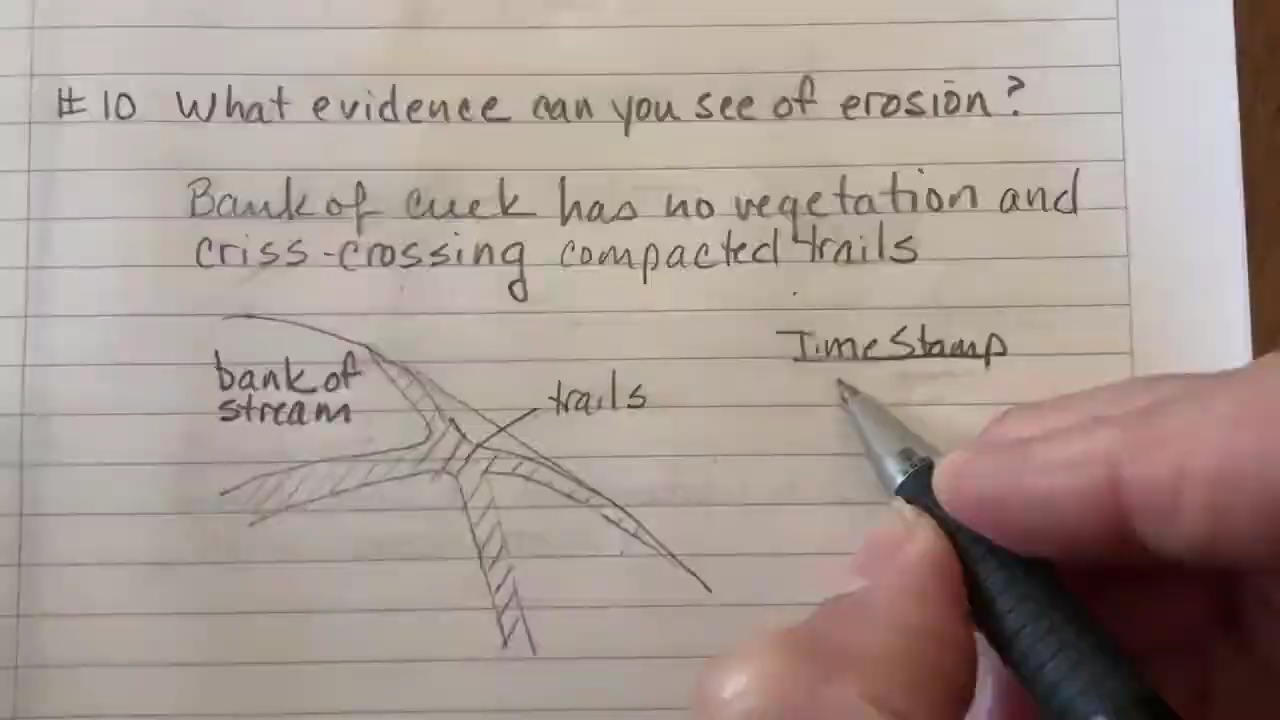 #10 What evidence can you see of erosion?
Bank of creek has no vegetation and
criss-crossing compacted trails
Time Stamp
bank of
stream
trails